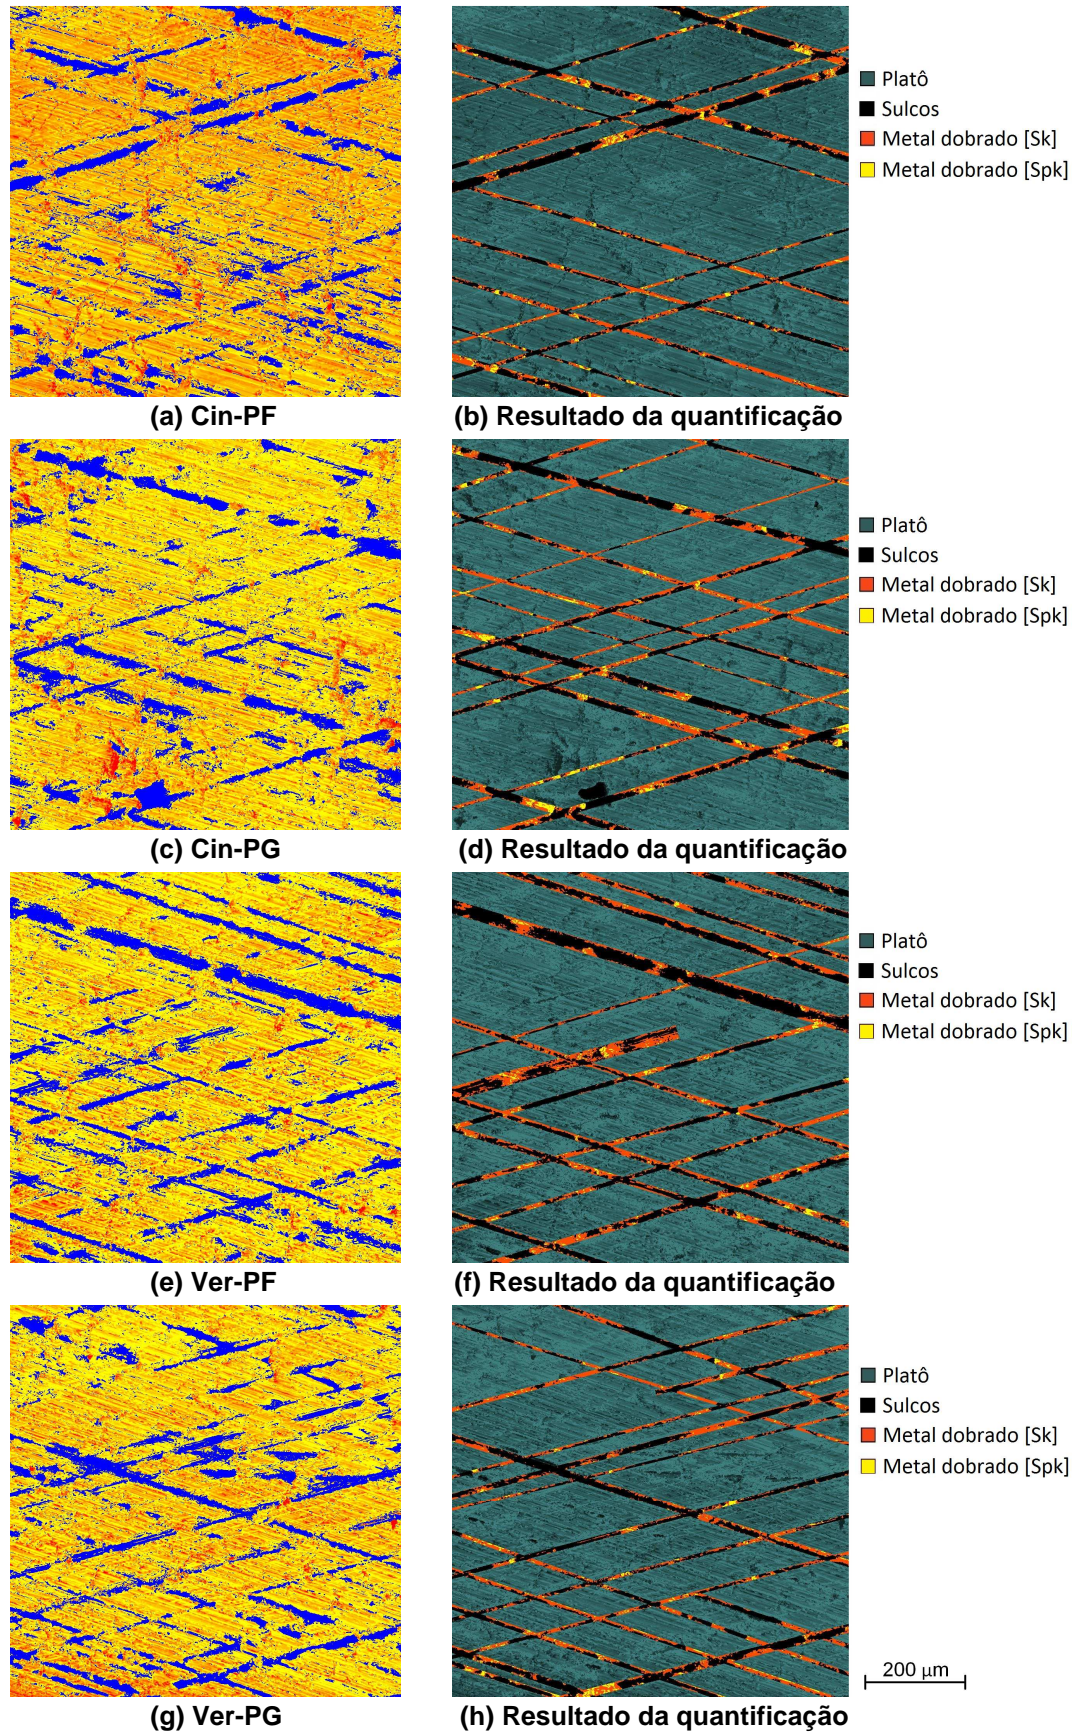 Platô
Sulcos
Metal dobrado [Sk]
Metal dobrado [Spk]
(a) Cin-PF
(b) Resultado da quantificação
Platô
Sulcos
Metal dobrado [Sk]
Metal dobrado [Spk]
(c) Cin-PG
(d) Resultado da quantificação
Platô
Sulcos
Metal dobrado [Sk]
Metal dobrado [Spk]
(e) Ver-PF
(f) Resultado da quantificação
Platô
Sulcos
Metal dobrado [Sk]
Metal dobrado [Spk]
200 µm
(g) Ver-PG
(h) Resultado da quantificação